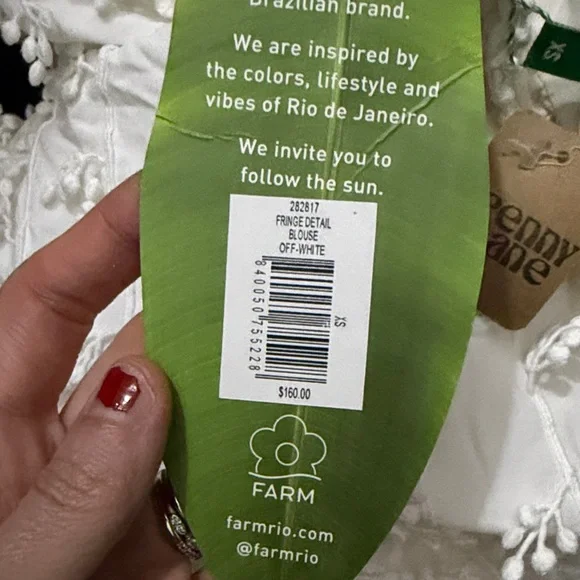 Brazilian brand.
We are inspired by
the colors, lifestyle and
vibes of Rio de Janeiro.
We invite you to
follow the sun.
282817
FRINGE DETAIL
BLOUSE
OFF-WHITE
840050755228
XS
$160.00
FARM
farmrio.com
@farmrio
XS
penny
lane